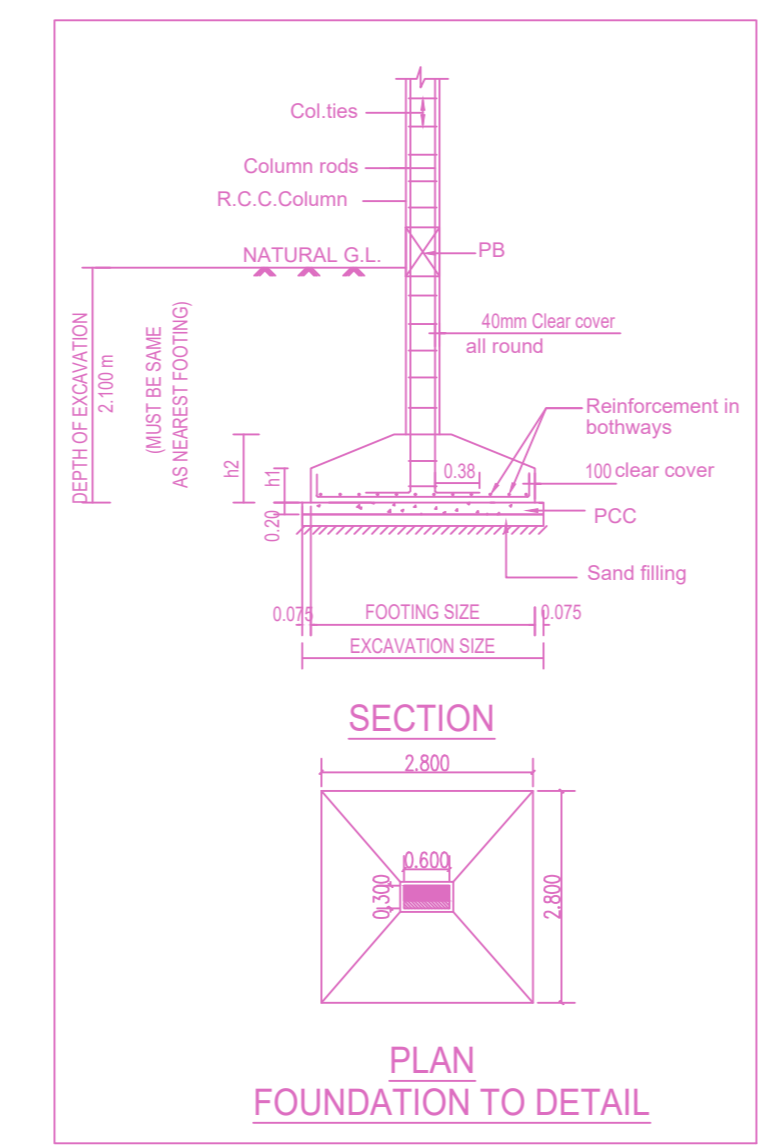 Col.ties
Column rods
R.C.C.Column
NATURAL G.L.
PB
DEPTH OF EXCAVATION
2.100 m
(MUST BE SAME
AS NEAREST FOOTING)
40mm Clear cover
all round
Reinforcement in
bothways
h2
h1
0.38
100 clear cover
0.20
PCC
Sand filling
0.075
FOOTING SIZE
0.075
EXCAVATION SIZE
SECTION
2.800
0.600
0.300
2.800
PLAN
FOUNDATION TO DETAIL